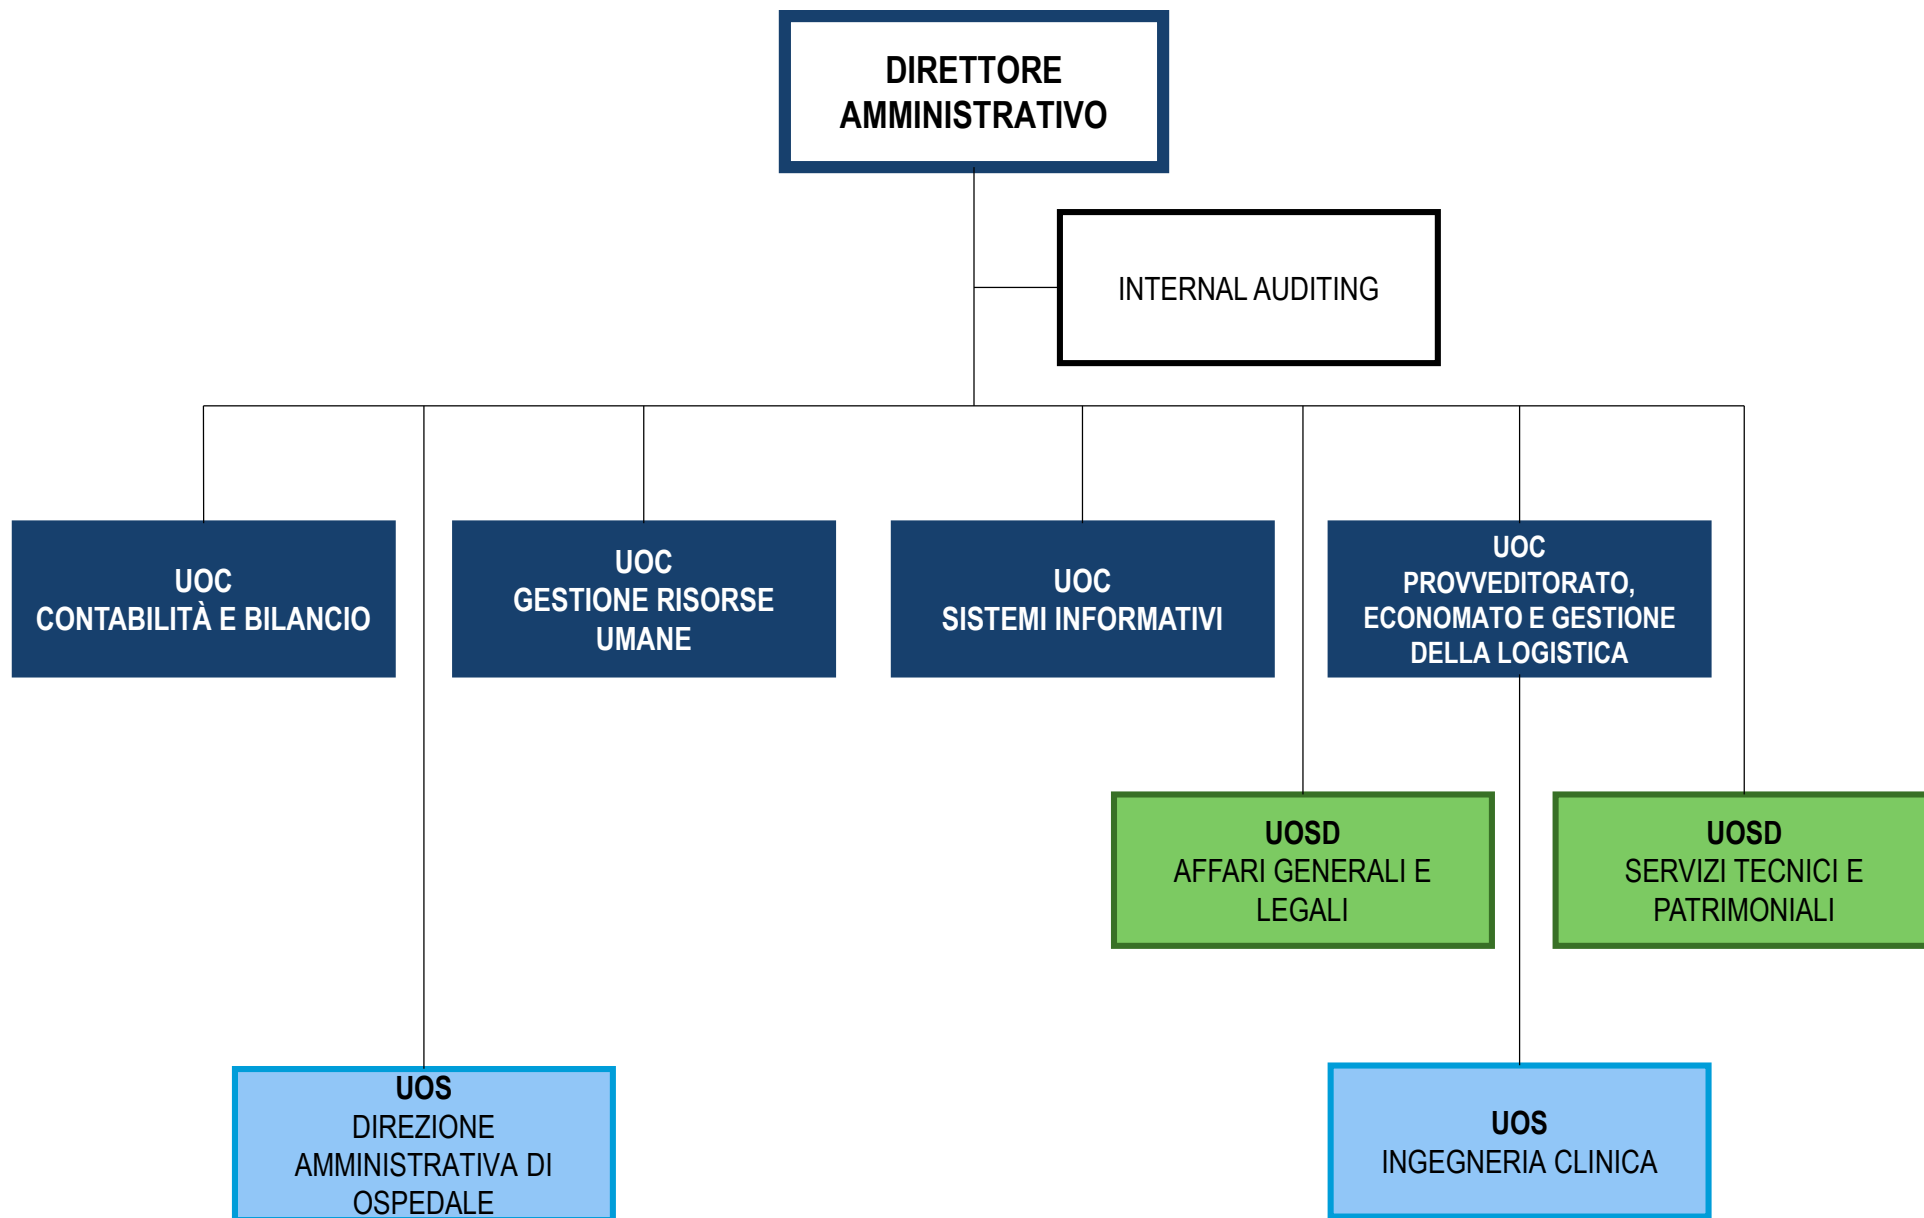 DIRETTORE
AMMINISTRATIVO
INTERNAL AUDITING
UOC
CONTABILITÀ E BILANCIO
UOC
GESTIONE RISORSE
UMANE
UOC
SISTEMI INFORMATIVI
UOC
PROVVEDITORATO,
ECONOMATO E GESTIONE
DELLA LOGISTICA
UOSD
AFFARI GENERALI E
LEGALI
UOSD
SERVIZI TECNICI E
PATRIMONIALI
UOS
DIREZIONE
AMMINISTRATIVA DI
OSPEDALE
UOS
INGEGNERIA CLINICA